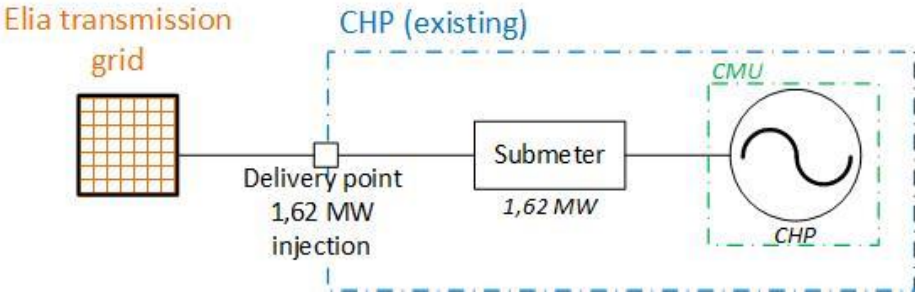 Elia transmission
grid
CHP (existing)
CMU
Submeter
Delivery point
1,62 MW
injection
1,62 MW
CHP